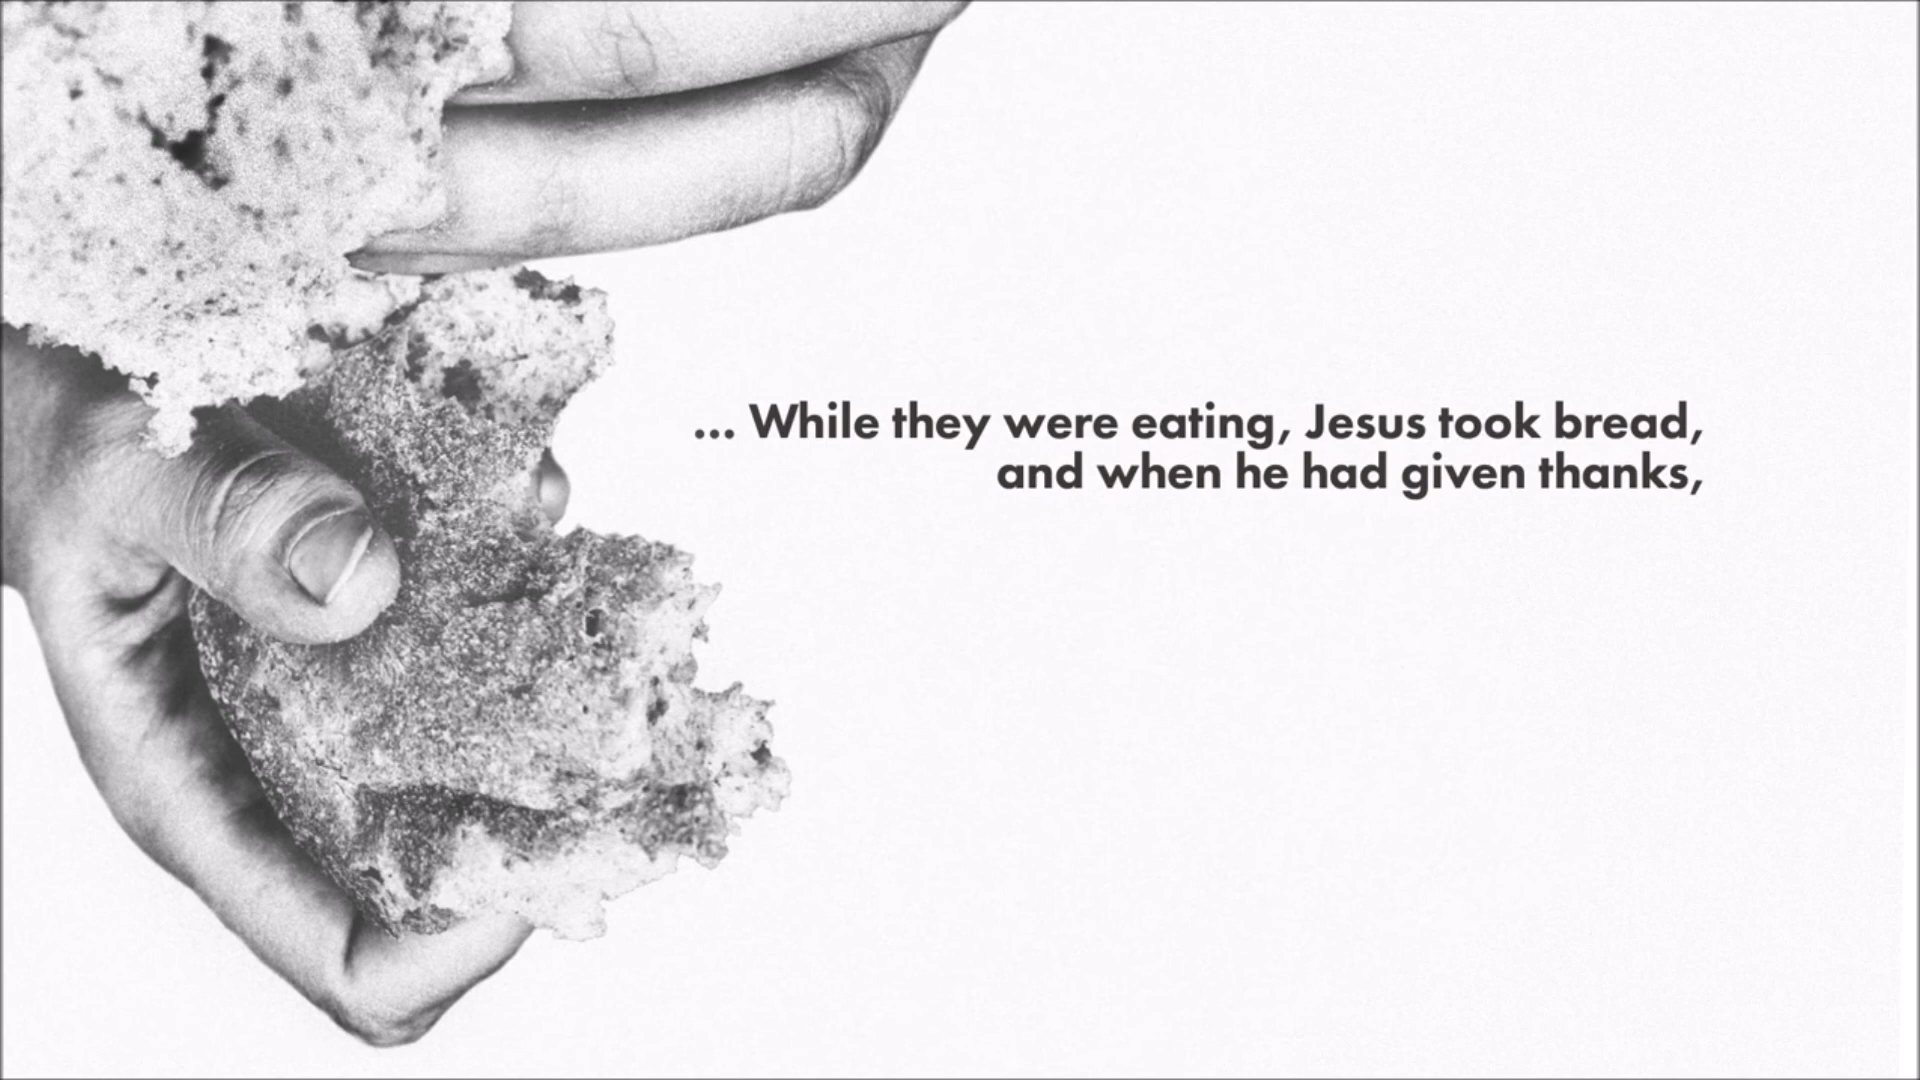 ... While they were eating, Jesus took bread,
and when he had given thanks,